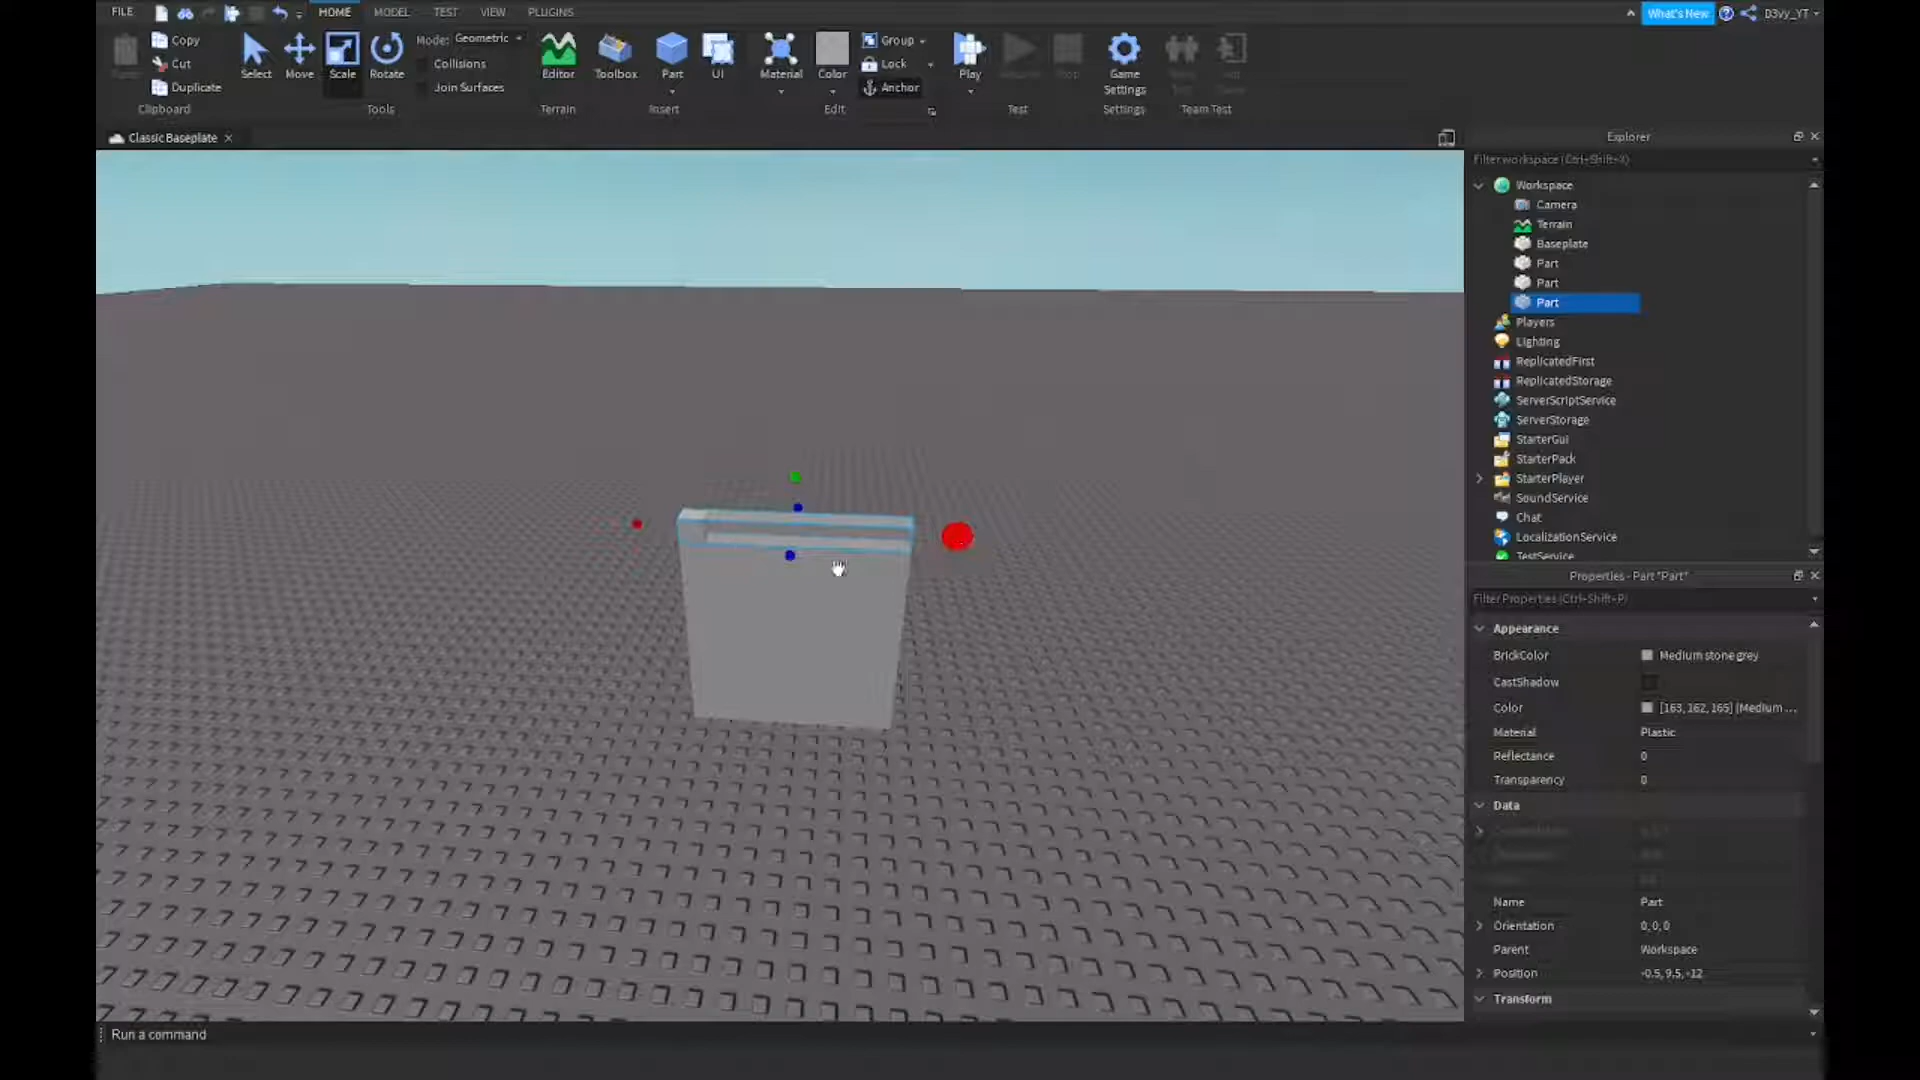 FILE HOME MODEL TEST VIEW PLUGINS What's New D3vy_YT
Copy Cut Duplicate
Clipboard
Select Move Scale Rotate
Mode: Geometric
Collisions
Join Surfaces
Tools
Editor
Terrain
Toolbox Part UI
Insert
Material Color
Group
Lock
Anchor
Edit
Play
Test
Game Settings
Settings
Team Test
Classic Baseplate
Explorer
Filter workspace (Ctrl+Shift+X)
Workspace
Camera
Terrain
Baseplate
Part
Part
Part
Players
Lighting
ReplicatedFirst
ReplicatedStorage
ServerScriptService
ServerStorage
StarterGui
StarterPack
StarterPlayer
SoundService
Chat
LocalizationService
TestService
Properties - Part "Part"
Filter Properties (Ctrl+Shift+P)
Appearance
BrickColor Medium stone grey
CastShadow
Color [163, 162, 165] (Medium ...
Material Plastic
Reflectance 0
Transparency 0
Data
Name Part
Orientation 0, 0, 0
Parent Workspace
Position -0.5, 9.5, -12
Transform
Run a command